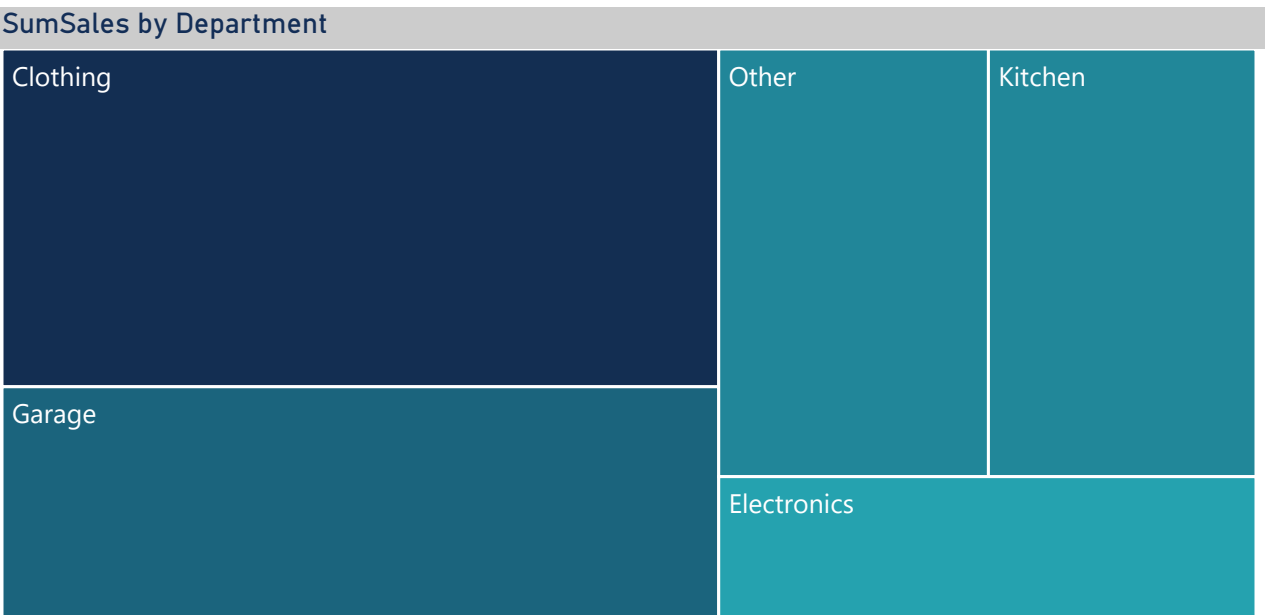 SumSales by Department
Clothing
Other
Kitchen
Garage
Electronics